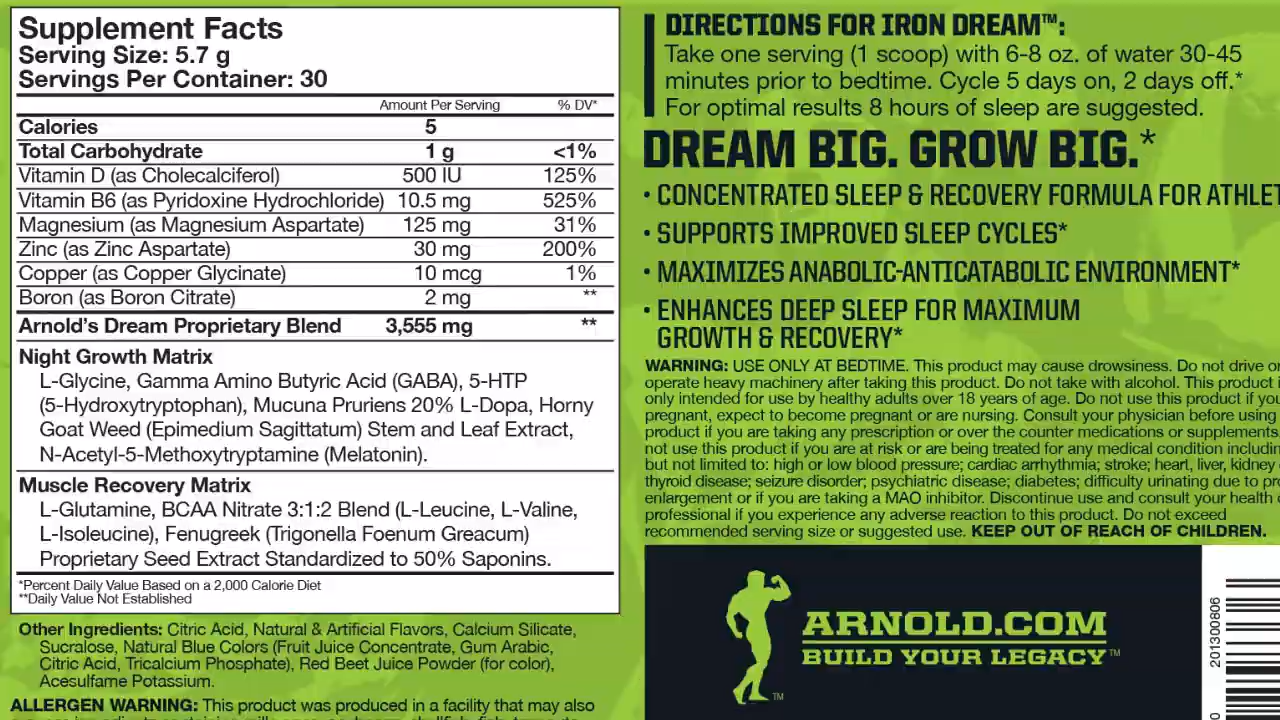 Supplement Facts
Serving Size: 5.7 g
Servings Per Container: 30
Amount Per Serving % DV*
Calories 5
Total Carbohydrate 1 g <1%
Vitamin D (as Cholecalciferol) 500 IU 125%
Vitamin B6 (as Pyridoxine Hydrochloride) 10.5 mg 525%
Magnesium (as Magnesium Aspartate) 125 mg 31%
Zinc (as Zinc Aspartate) 30 mg 200%
Copper (as Copper Glycinate) 10 mcg 1%
Boron (as Boron Citrate) 2 mg **
Arnold's Dream Proprietary Blend 3,555 mg **
Night Growth Matrix
L-Glycine, Gamma Amino Butyric Acid (GABA), 5-HTP
(5-Hydroxytryptophan), Mucuna Pruriens 20% L-Dopa, Horny
Goat Weed (Epimedium Sagittatum) Stem and Leaf Extract,
N-Acetyl-5-Methoxytryptamine (Melatonin).
Muscle Recovery Matrix
L-Glutamine, BCAA Nitrate 3:1:2 Blend (L-Leucine, L-Valine,
L-Isoleucine), Fenugreek (Trigonella Foenum Greacum)
Proprietary Seed Extract Standardized to 50% Saponins.
*Percent Daily Value Based on a 2,000 Calorie Diet
**Daily Value Not Established
Other Ingredients: Citric Acid, Natural & Artificial Flavors, Calcium Silicate,
Sucralose, Natural Blue Colors (Fruit Juice Concentrate, Gum Arabic,
Citric Acid, Tricalcium Phosphate), Red Beet Juice Powder (for color),
Acesulfame Potassium.
ALLERGEN WARNING: This product was produced in a facility that may also
DIRECTIONS FOR IRON DREAM™:
Take one serving (1 scoop) with 6-8 oz. of water 30-45
minutes prior to bedtime. Cycle 5 days on, 2 days off.*
For optimal results 8 hours of sleep are suggested.
DREAM BIG. GROW BIG.*
• CONCENTRATED SLEEP & RECOVERY FORMULA FOR ATHLET
• SUPPORTS IMPROVED SLEEP CYCLES*
• MAXIMIZES ANABOLIC-ANTICATABOLIC ENVIRONMENT*
• ENHANCES DEEP SLEEP FOR MAXIMUM
GROWTH & RECOVERY*
WARNING: USE ONLY AT BEDTIME. This product may cause drowsiness. Do not drive or
operate heavy machinery after taking this product. Do not take with alcohol. This product i
only intended for use by healthy adults over 18 years of age. Do not use this product if you
pregnant, expect to become pregnant or are nursing. Consult your physician before using
product if you are taking any prescription or over the counter medications or supplements.
not use this product if you are at risk or are being treated for any medical condition includin
but not limited to: high or low blood pressure; cardiac arrhythmia; stroke; heart, liver, kidney
thyroid disease; seizure disorder; psychiatric disease; diabetes; difficulty urinating due to pro
enlargement or if you are taking a MAO inhibitor. Discontinue use and consult your health
professional if you experience any adverse reaction to this product. Do not exceed
recommended serving size or suggested use. KEEP OUT OF REACH OF CHILDREN.
ARNOLD.COM
BUILD YOUR LEGACY™
TM
201300806
0